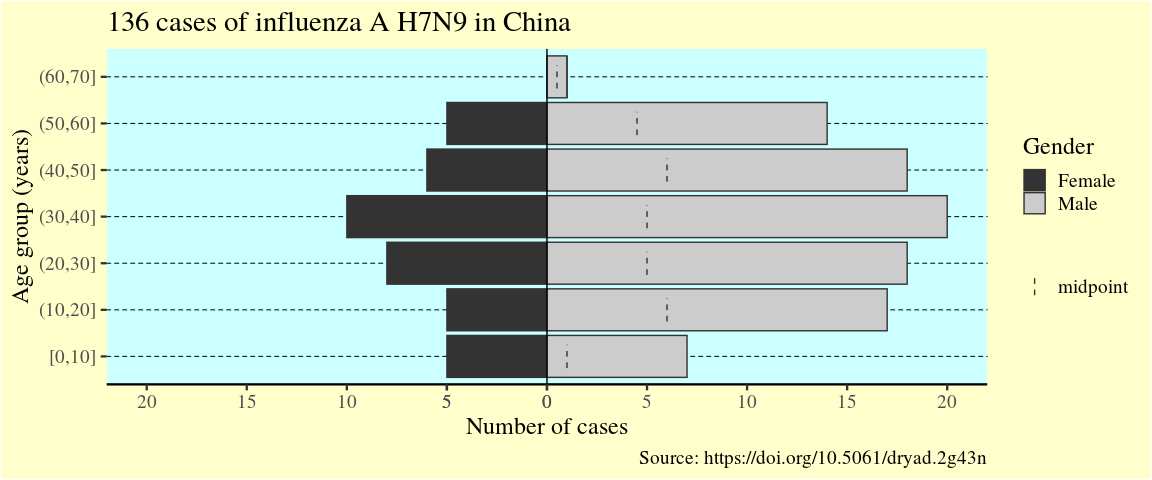 136 cases of influenza A H7N9 in China
Age group (years)
(60,70]
(50,60]
(40,50]
(30,40]
(20,30]
(10,20]
[0,10]
20 15 10 5 0 5 10 15 20
Number of cases
Gender
Female
Male
midpoint
Source: https://doi.org/10.5061/dryad.2g43n